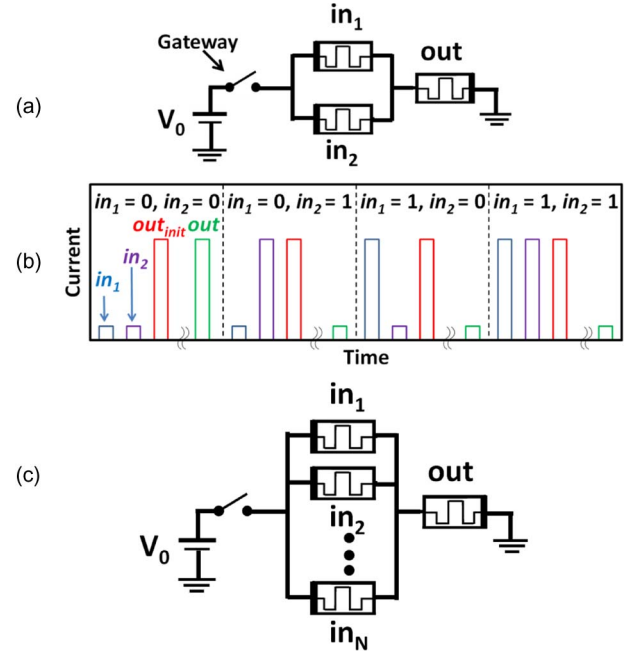 in1
Gateway
out
(a)
V0
in2
in1 = 0, in2 = 0 in1 = 0, in2 = 1 in1 = 1, in2 = 0 in1 = 1, in2 = 1
outinit out
in2
in1
(b)
Current
Time
in1
(c)
in2
out
V0
inN